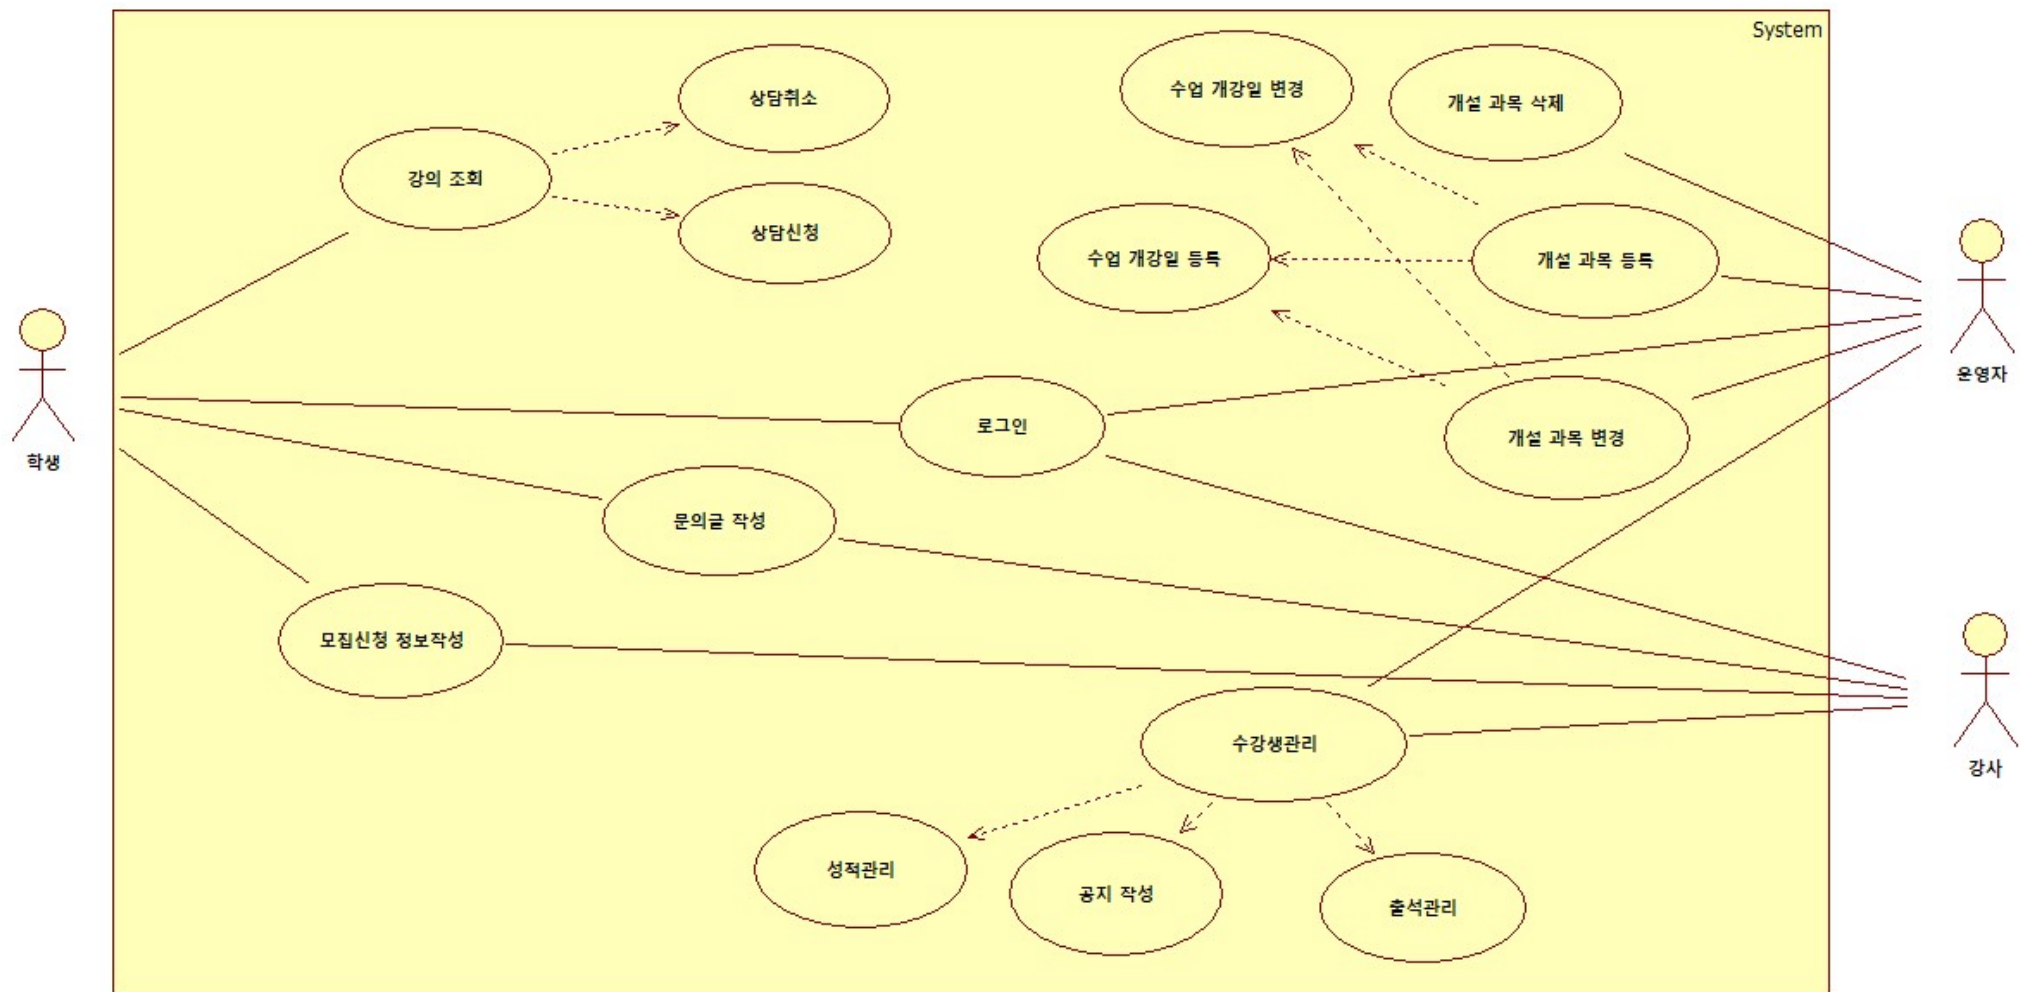 System
상담취소
수업 개강일 변경
개설 과목 삭제
강의 조회
상담신청
수업 개강일 등록
개설 과목 등록
운영자
로그인
개설 과목 변경
학생
문의글 작성
모집신청 정보작성
수강생관리
강사
성적관리
공지 작성
출석관리